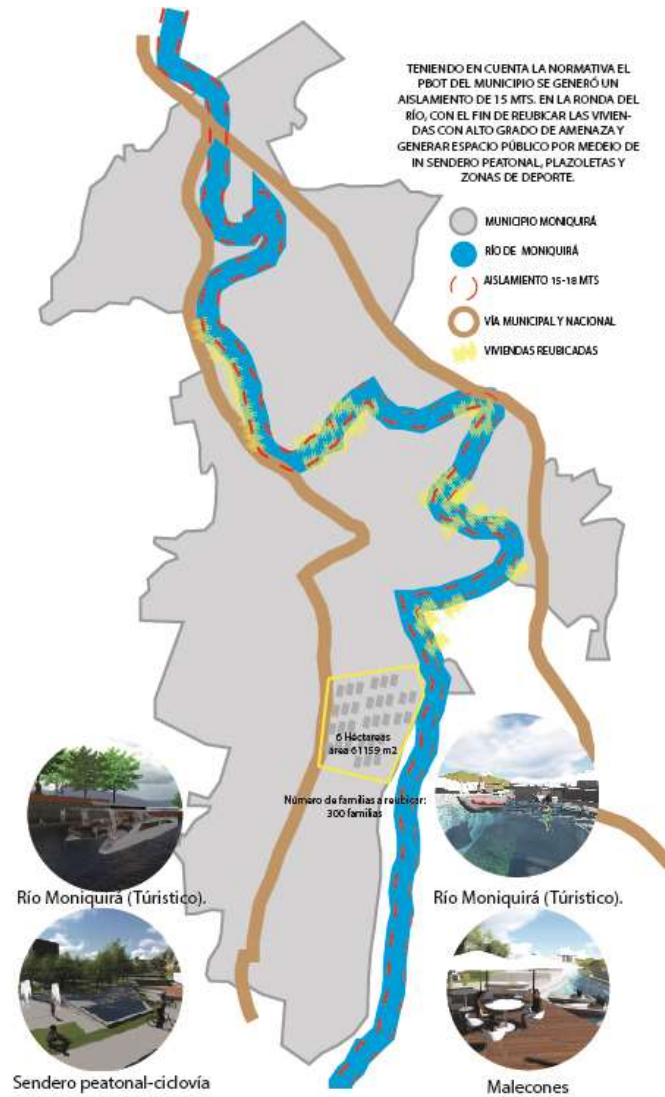 TENIENDO EN CUENTA LA NORMATIVA EL
PBOT DEL MUNICIPIO SE GENERÓ UN
AISLAMIENTO DE 15 MTS. EN LA RONDA DEL
RÍO, CON EL FIN DE REUBICAR LAS VIVIEN-
DAS CON ALTO GRADO DE AMENAZA Y
GENERAR ESPACIO PÚBLICO POR MEDEIO DE
IN SENDERO PEATONAL, PLAZOLETAS Y
ZONAS DE DEPORTE.
MUNICIPIO MONIQUIRÁ
RÍO DE MONIQUIRÁ
AISLAMIENTO 15-18 MTS
VÍA MUNICIPAL Y NACIONAL
VIVIENDAS REUBICADAS
6 Héctareas
área 61159 m2
Número de familias a reubicar:
300 familias
Río Moniquirá (Túristico).
Río Moniquirá (Túristico).
Sendero peatonal-ciclovía
Malecones